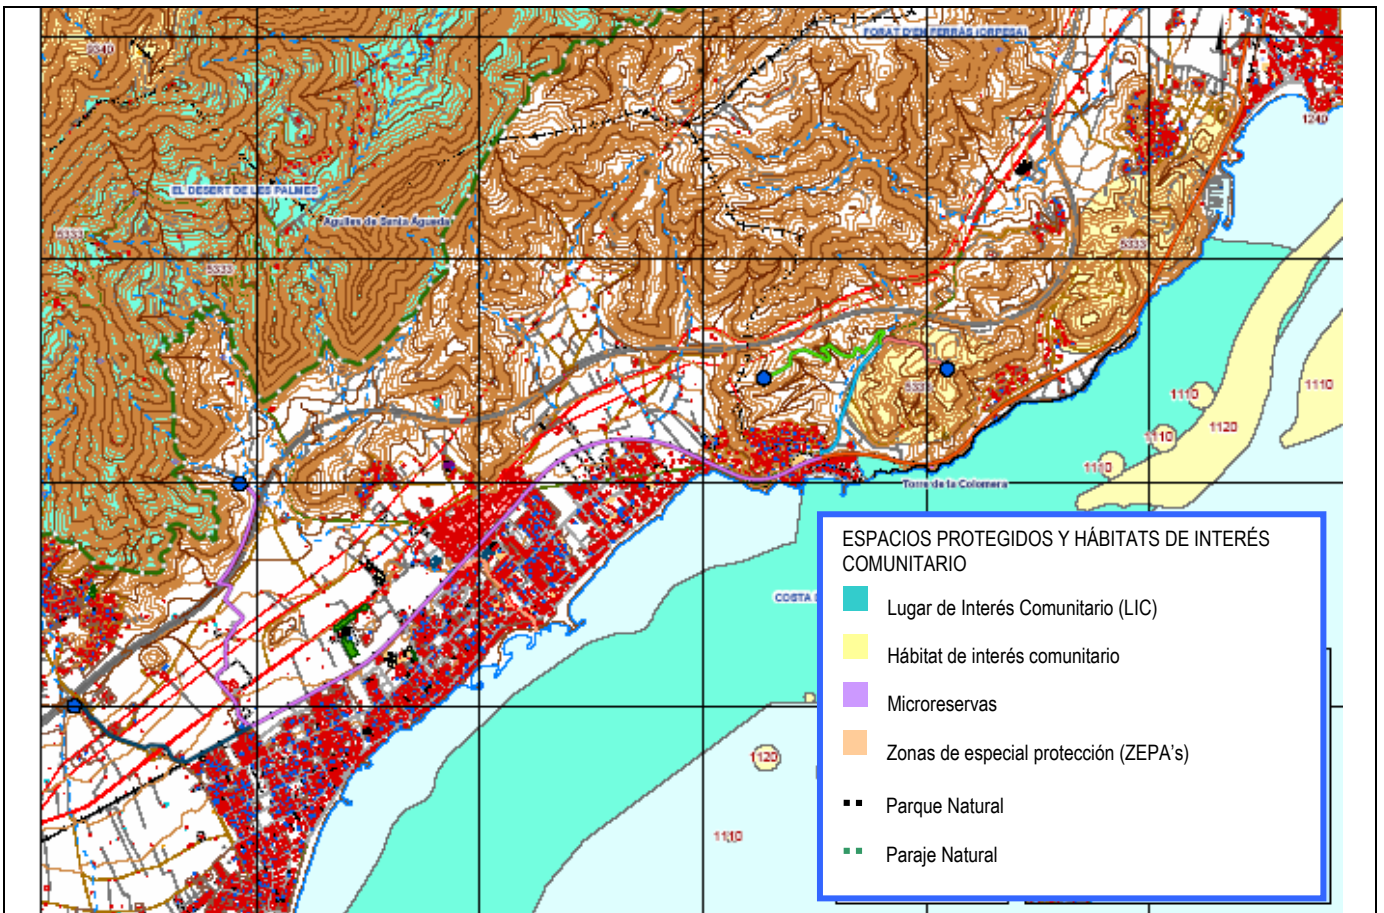 FORAT D'EN FERRÀS (ORPESA)
9340
1240
EL DESERT DE LES PALMES
Agulles de Santa Àgueda
5333
5333
5333
1110
1110
1120
1110
1110
Torre de la Colomera
COSTA
1120
1110
ESPACIOS PROTEGIDOS Y HÁBITATS DE INTERÉS
COMUNITARIO
Lugar de Interés Comunitario (LIC)
Hábitat de interés comunitario
Microreservas
Zonas de especial protección (ZEPA's)
Parque Natural
Paraje Natural